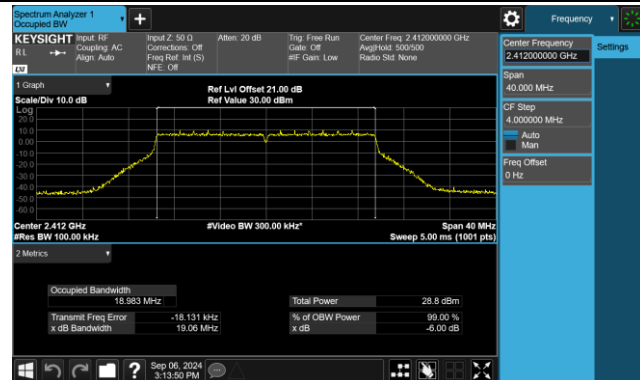 Spectrum Analyzer 1
Occupied BW
Frequency
KEYSIGHT
RL
LNI
Input: RF
Coupling: AC
Align: Auto
Input Z: 50 Ω
Corrections: Off
Freq Ref: Int (S)
NFE: Off
Atten: 20 dB
Trig: Free Run
Gate: Off
#IF Gain: Low
Center Freq: 2.412000000 GHz
Avg|Hold: 500/500
Radio Std: None
Center Frequency
2.412000000 GHz
Settings
Span
40.000 MHz
CF Step
4.000000 MHz
Auto
Man
Freq Offset
0 Hz
1 Graph
Scale/Div 10.0 dB
Ref Lvl Offset 21.00 dB
Ref Value 30.00 dBm
Log
20.0
10.0
0.00
-10.0
-20.0
-30.0
-40.0
-50.0
-60.0
Center 2.412 GHz
#Res BW 100.00 kHz
#Video BW 300.00 kHz*
Span 40 MHz
Sweep 5.00 ms (1001 pts)
2 Metrics
Occupied Bandwidth
18.983 MHz
Total Power 28.8 dBm
Transmit Freq Error -18.131 kHz
% of OBW Power 99.00 %
x dB Bandwidth 19.06 MHz
x dB -6.00 dB
?
Sep 06, 2024
3:13:50 PM